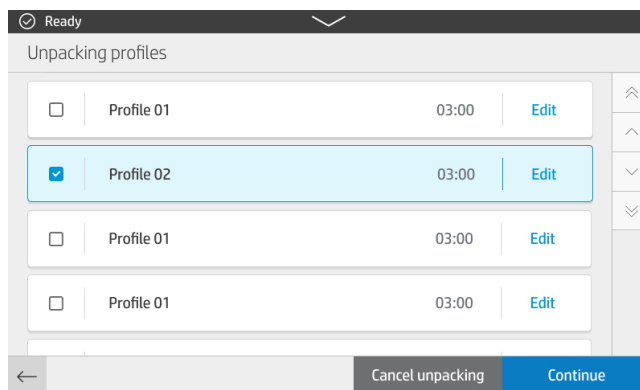 Ready
Unpacking profiles
Profile 01 03:00 Edit
Profile 02 03:00 Edit
Profile 01 03:00 Edit
Profile 01 03:00 Edit
Cancel unpacking Continue